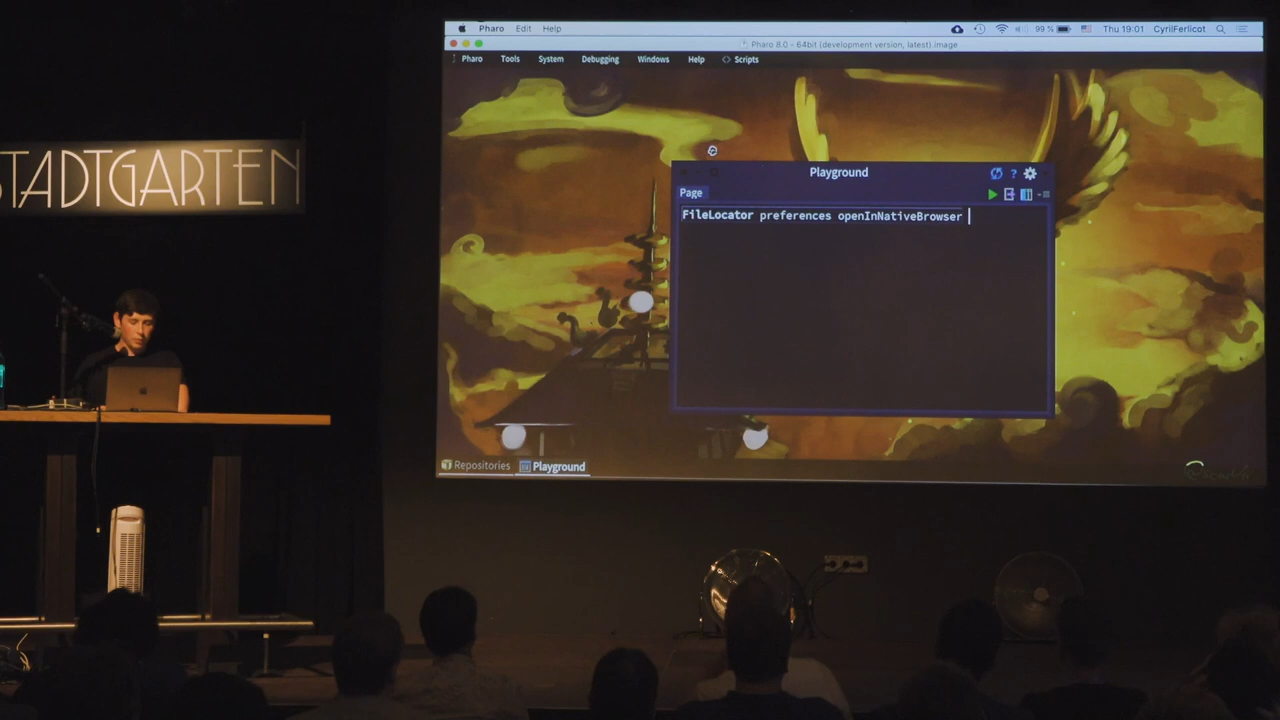 Pharo Edit Help 99 % Thu 19:01 CyrilFerlicot
Pharo 8.0 - 64bit (development version, latest).image
Pharo Tools System Debugging Windows Help Scripts
STADTGARTEN
Playground ?
Page
FileLocator preferences openInNativeBrowser
Repositories Playground